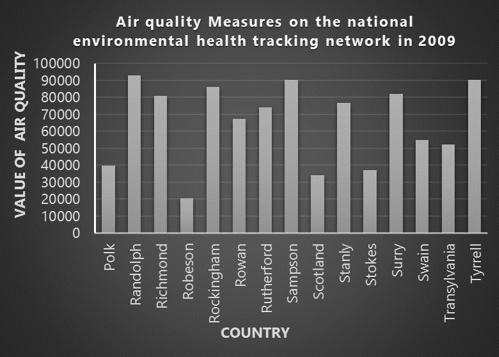 Air quality Measures on the national
environmental health tracking network in 2009
VALUE OF AIR QUALITY
100000
90000
80000
70000
60000
50000
40000
30000
20000
10000
0
Polk
Randolph
Richmond
Robeson
Rockingham
Rowan
Rutherford
Sampson
Scotland
Stanly
Stokes
Surry
Swain
Transylvania
Tyrrell
COUNTRY